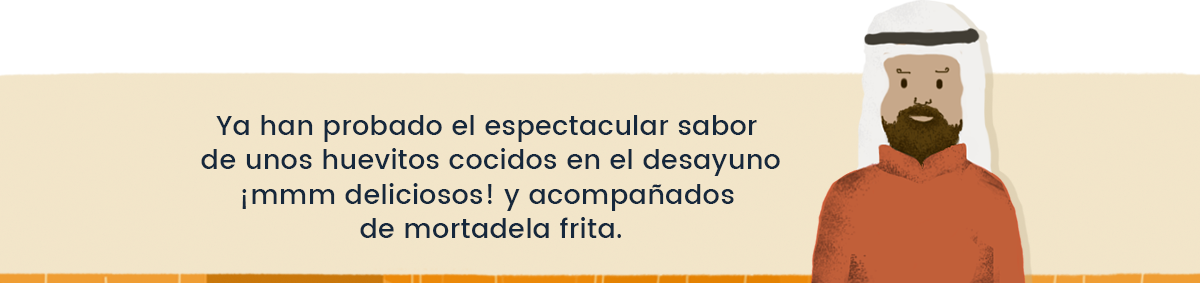 Ya han probado el espectacular sabor
de unos huevitos cocidos en el desayuno
¡mmm deliciosos! y acompañados
de mortadela frita.